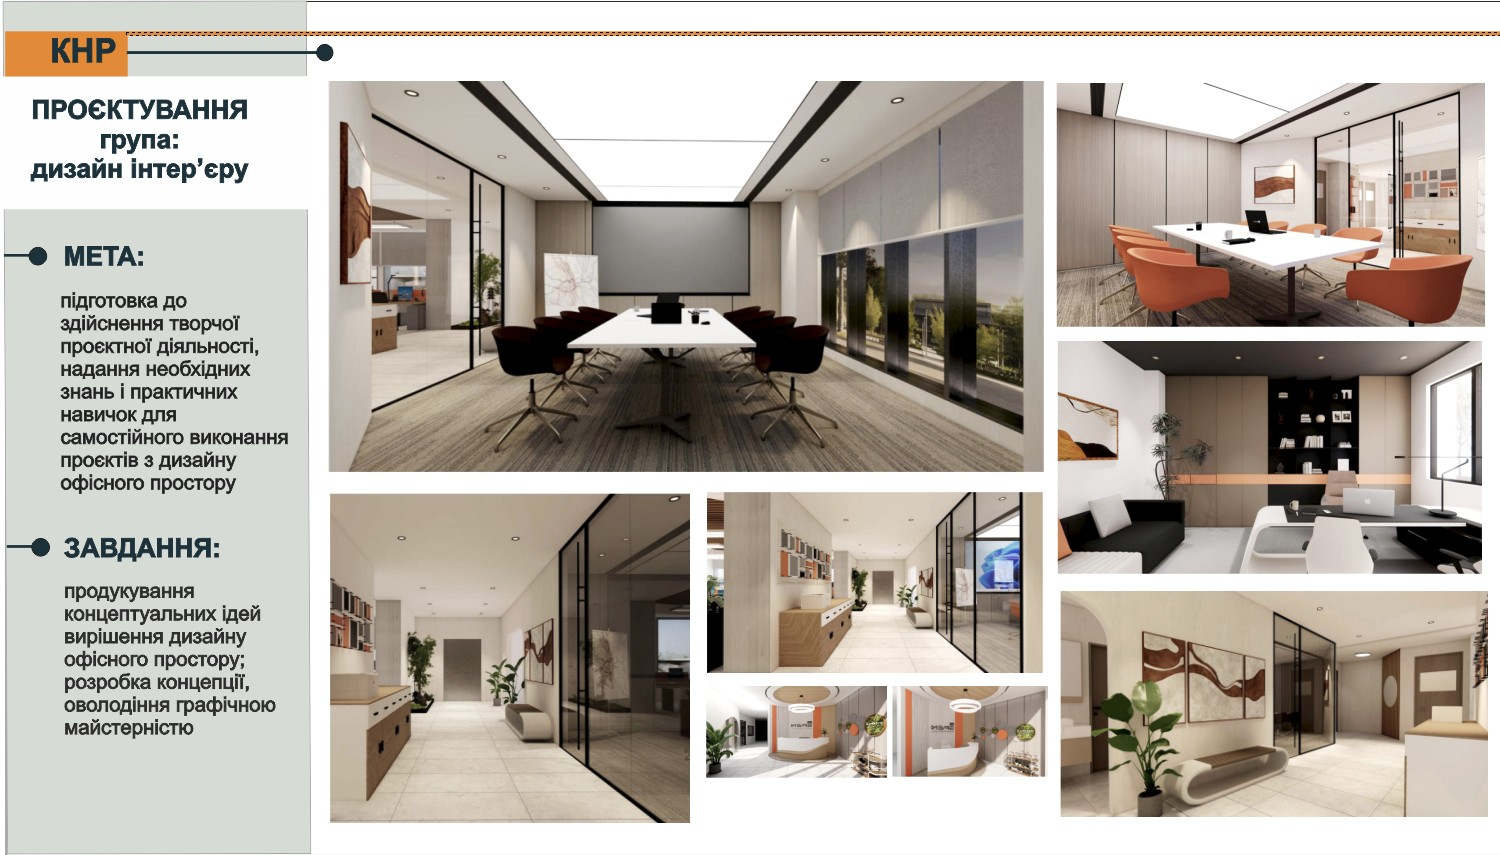 КНР
ПРОЄКТУВАННЯ
група:
дизайн інтер’єру
МЕТА:
підготовка до
здійснення творчої
проєктної діяльності,
надання необхідних
знань і практичних
навичок для
самостійного виконання
проєктів з дизайну
офісного простору
ЗАВДАННЯ:
продукування
концептуальних ідей
вирішення дизайну
офісного простору;
розробка концепції,
оволодіння графічною
майстерністю